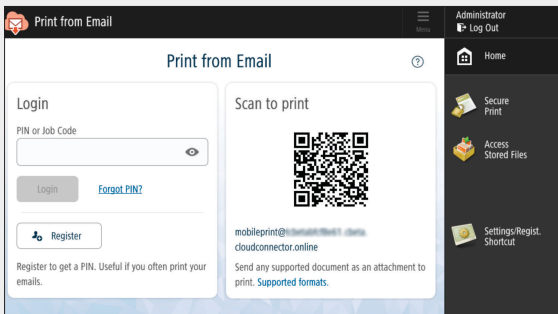 Print from Email
Menu
Administrator
Log Out
Home
Secure
Print
Access
Stored Files
Settings/Regist.
Shortcut
Print from Email
Login
PIN or Job Code
Login
Forgot PIN?
Register
Register to get a PIN. Useful if you often print your
emails.
Scan to print
mobileprint@
cloudconnector.online
Send any supported document as an attachment to
print. Supported formats.